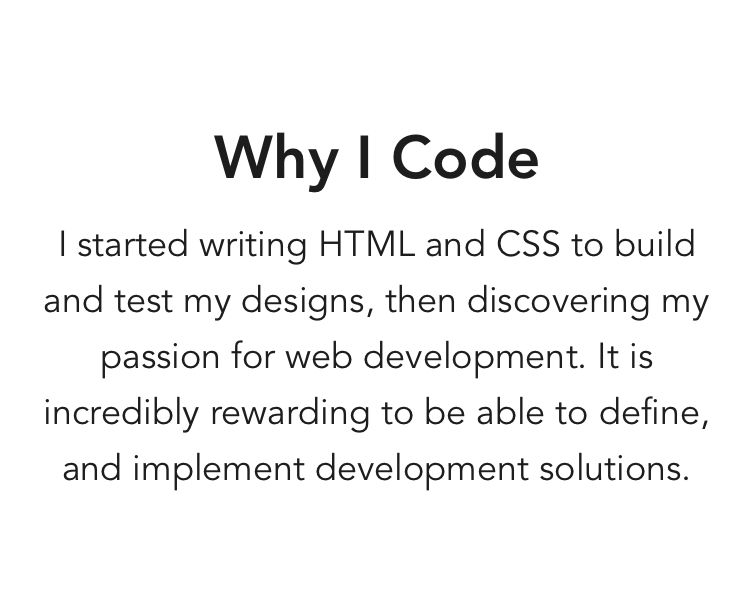 Why I Code
I started writing HTML and CSS to build
and test my designs, then discovering my
passion for web development. It is
incredibly rewarding to be able to define,
and implement development solutions.